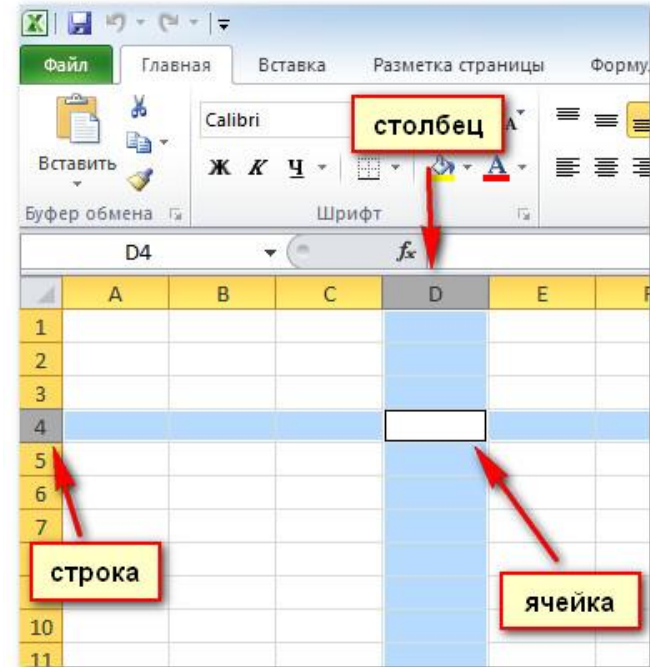 Файл Главная Вставка Разметка страницы Форму
столбец
Calibri
Вставить
Ж К Ч A
Буфер обмена Шрифт
D4 fx
A B C D E F
1
2
3
4
5
6
7
строка
ячейка
10
11